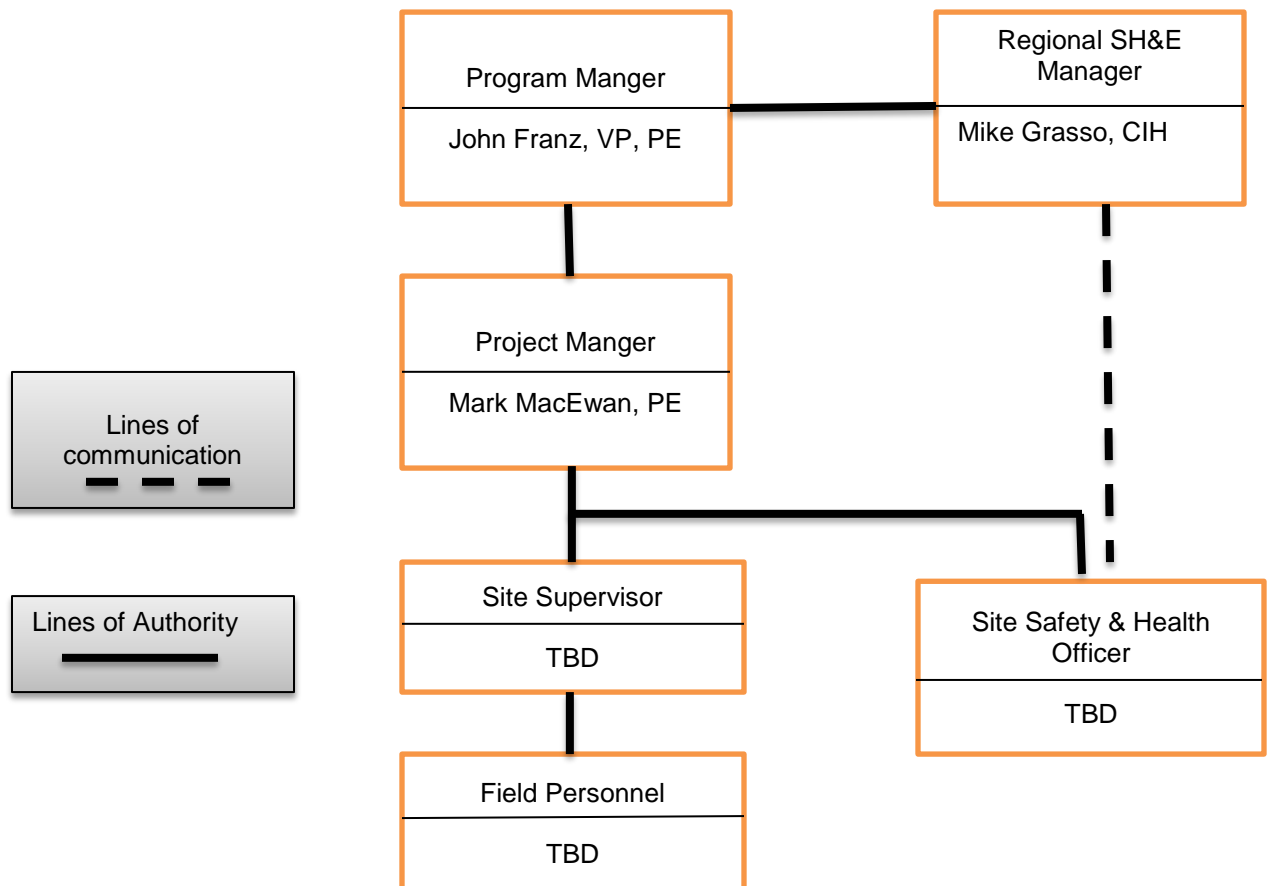 Program Manger
John Franz, VP, PE
Regional SH&E
Manager
Mike Grasso, CIH
Project Manger
Mark MacEwan, PE
Lines of
communication
Lines of Authority
Site Supervisor
TBD
Site Safety & Health
Officer
TBD
Field Personnel
TBD